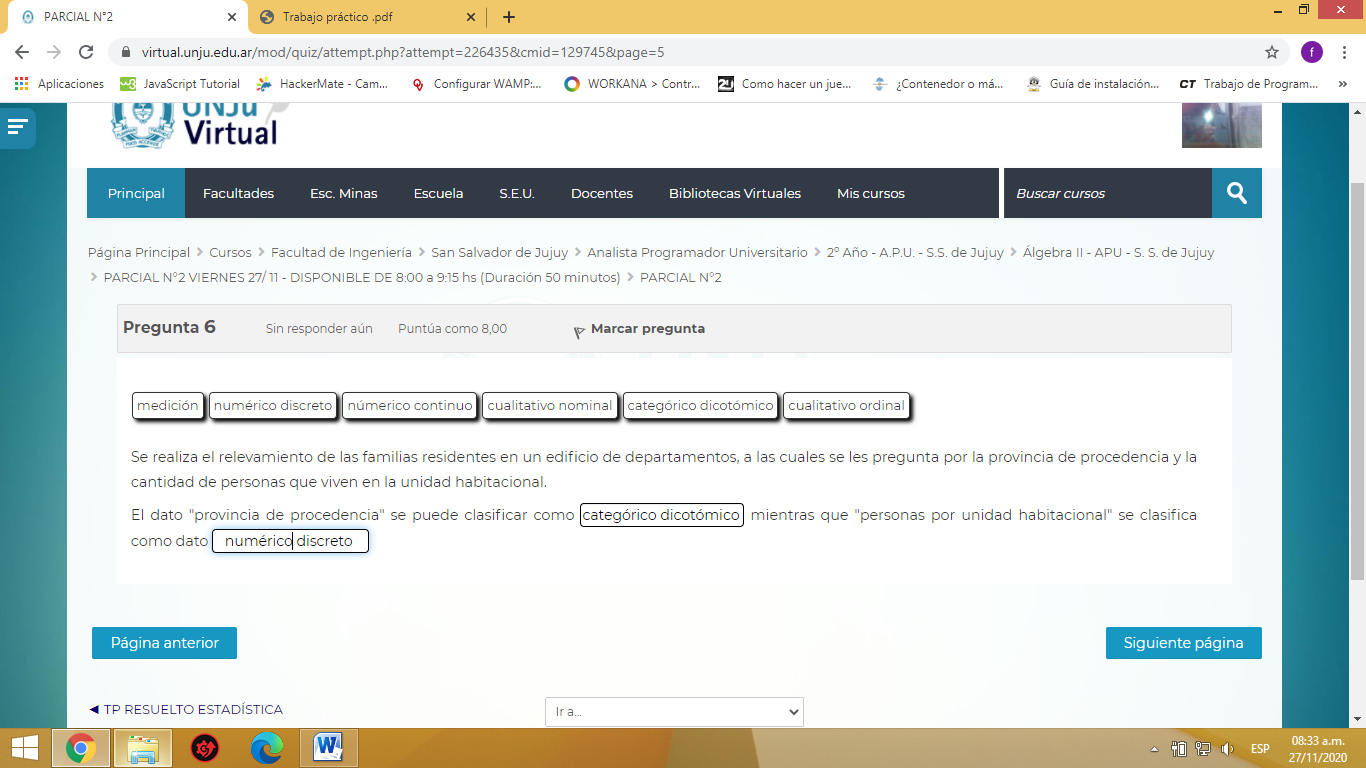 PARCIAL N°2
Trabajo práctico .pdf
virtual.unju.edu.ar/mod/quiz/attempt.php?attempt=226435&cmid=129745&page=5
f
Aplicaciones
JavaScript Tutorial
HackerMate - Cam...
Configurar WAMP:...
WORKANA > Contr...
Como hacer un jue...
¿Contenedor o má...
Guía de instalación...
CT Trabajo de Program...
UNJu
Virtual
Principal
Facultades
Esc. Minas
Escuela
S.E.U.
Docentes
Bibliotecas Virtuales
Mis cursos
Buscar cursos
Página Principal > Cursos > Facultad de Ingeniería > San Salvador de Jujuy > Analista Programador Universitario > 2º Año - A.P.U. - S.S. de Jujuy > Álgebra II - APU - S. S. de Jujuy
> PARCIAL N°2 VIERNES 27/ 11 - DISPONIBLE DE 8:00 a 9:15 hs (Duración 50 minutos) > PARCIAL N°2
Pregunta 6 Sin responder aún Puntúa como 8,00 Marcar pregunta
medición numérico discreto númerico continuo cualitativo nominal categórico dicotómico cualitativo ordinal
Se realiza el relevamiento de las familias residentes en un edificio de departamentos, a las cuales se les pregunta por la provincia de procedencia y la
cantidad de personas que viven en la unidad habitacional.
El dato "provincia de procedencia" se puede clasificar como categórico dicotómico mientras que "personas por unidad habitacional" se clasifica
como dato numérico discreto
Página anterior
Siguiente página
◄ TP RESUELTO ESTADÍSTICA
Ir a...
ESP
08:33 a.m.
27/11/2020